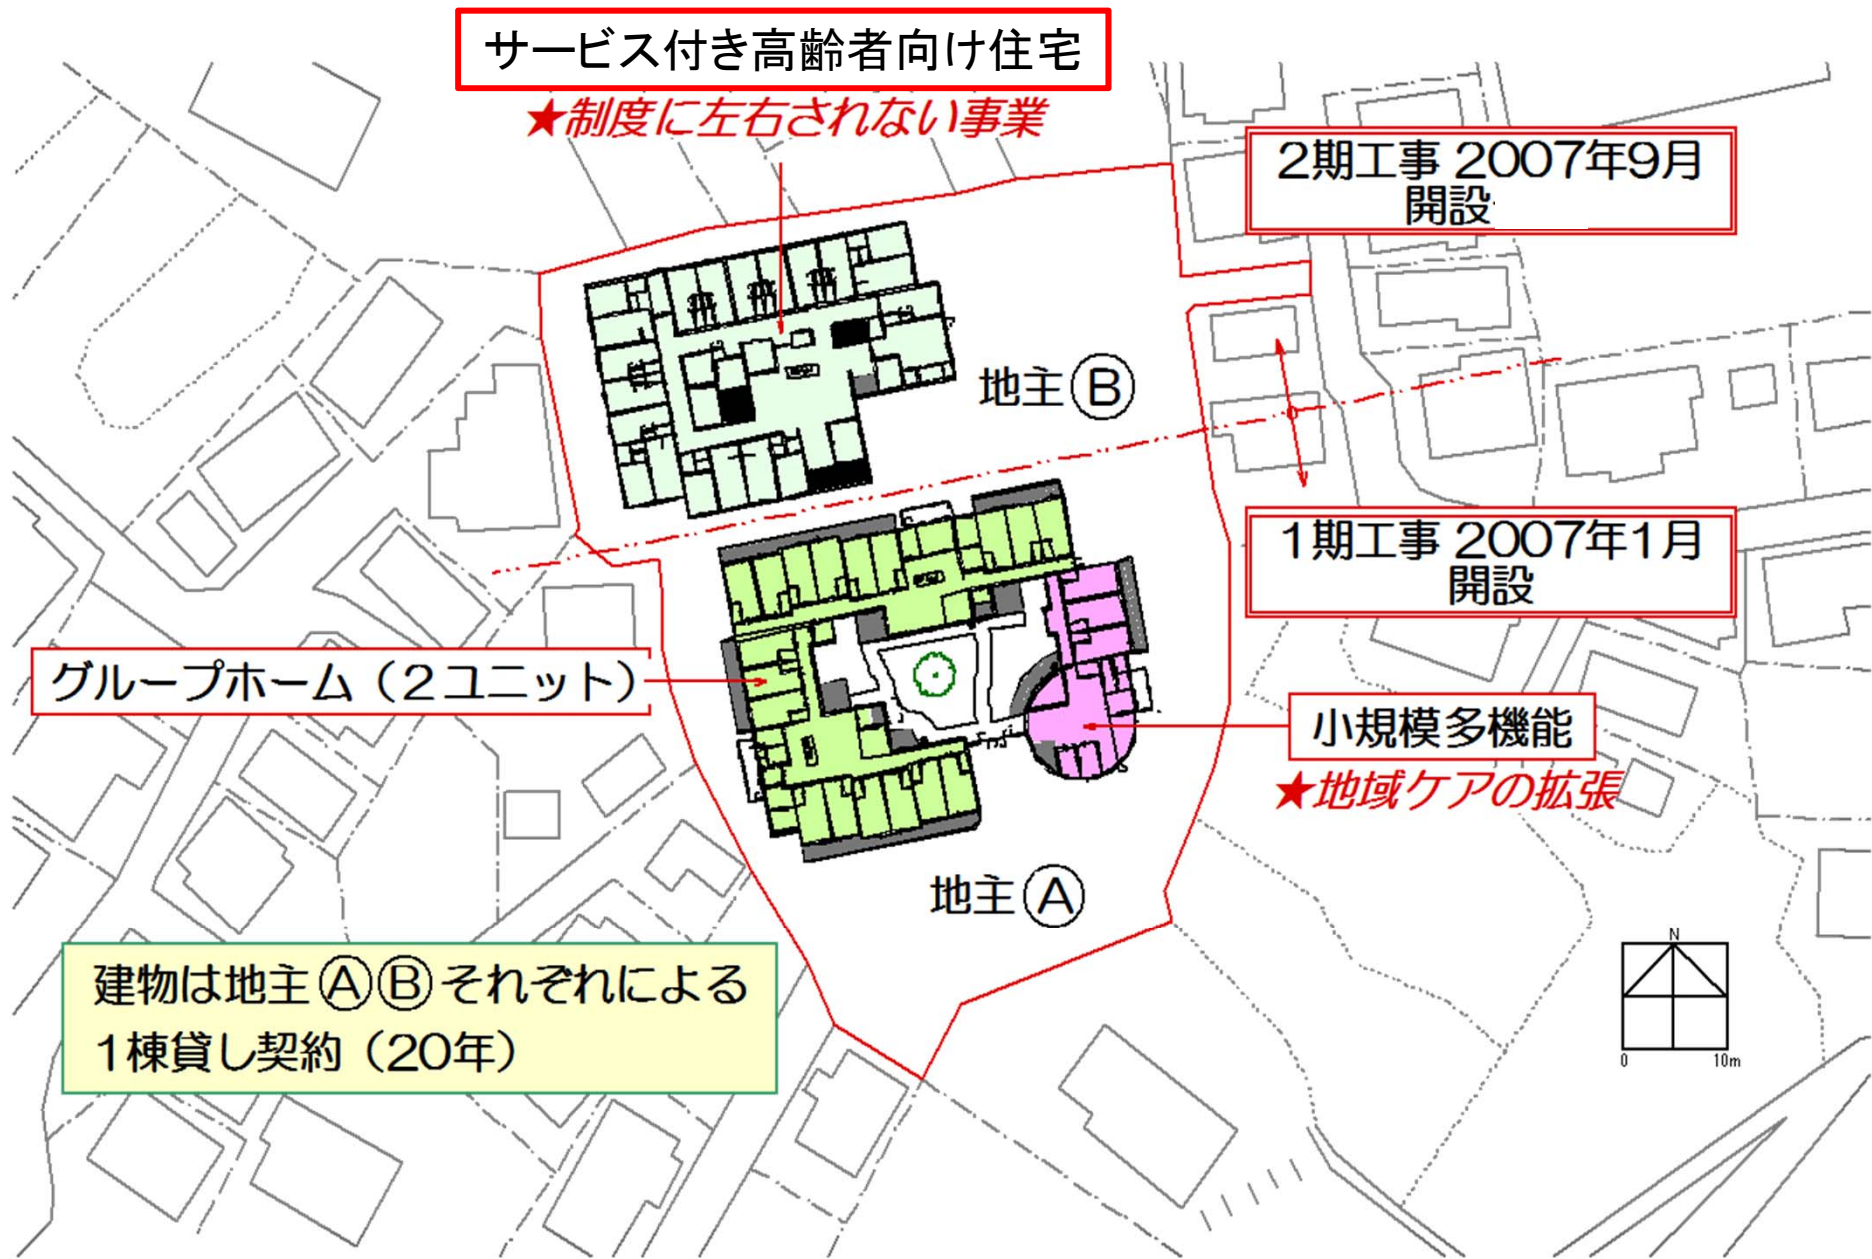 サービス付き高齢者向け住宅
★制度に左右されない事業
2期工事 2007年9月
開設
地主Ⓑ
1期工事 2007年1月
開設
グループホーム（2ユニット）
小規模多機能
★地域ケアの拡張
地主Ⓐ
建物は地主ⒶⒷそれぞれによる
1棟貸し契約（20年）
N
0 10m